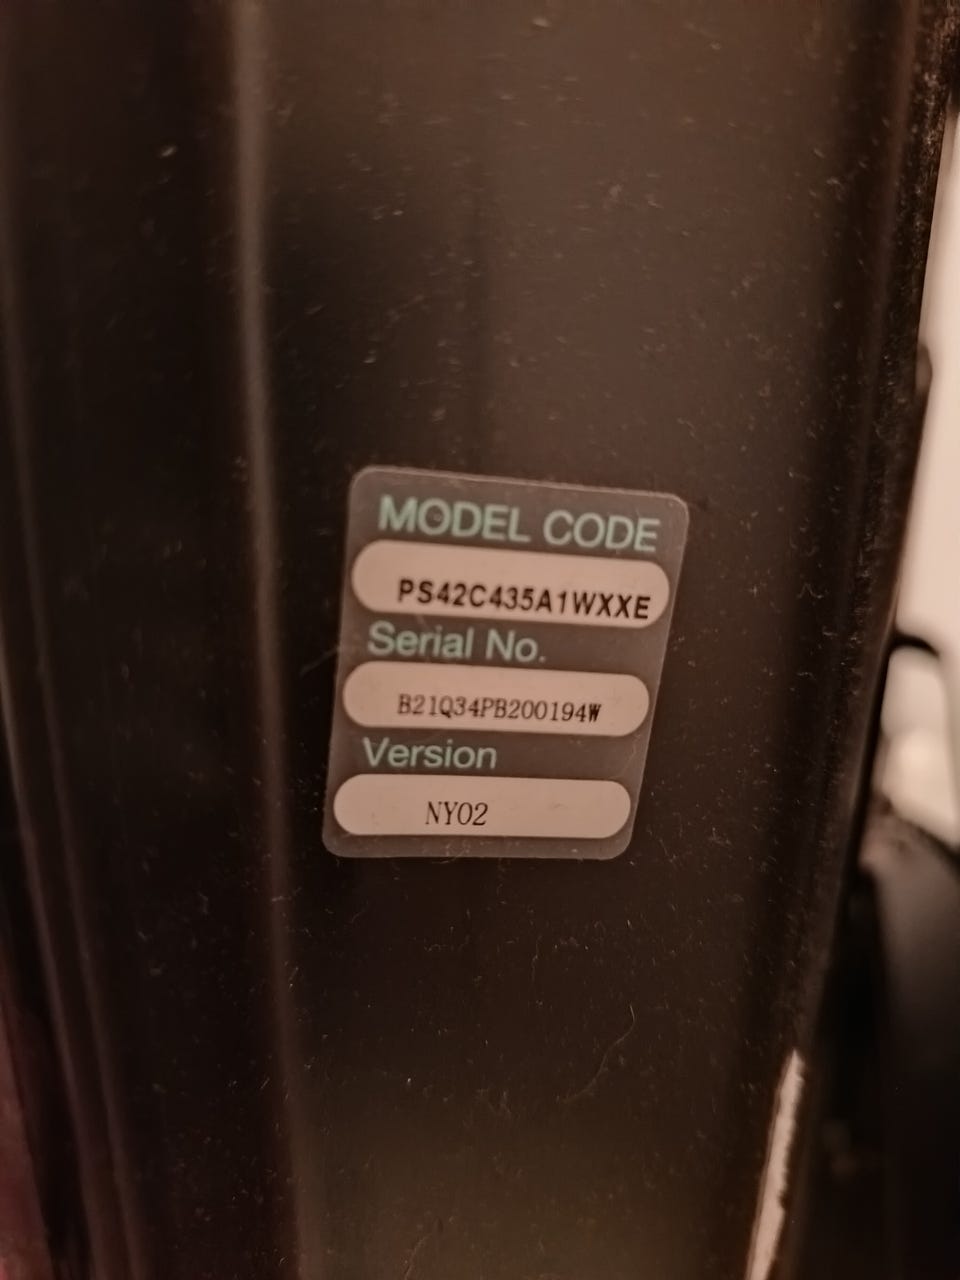 MODEL CODE
PS42C435A1WXXE
Serial No.
B21Q34PB200194W
Version
NY02